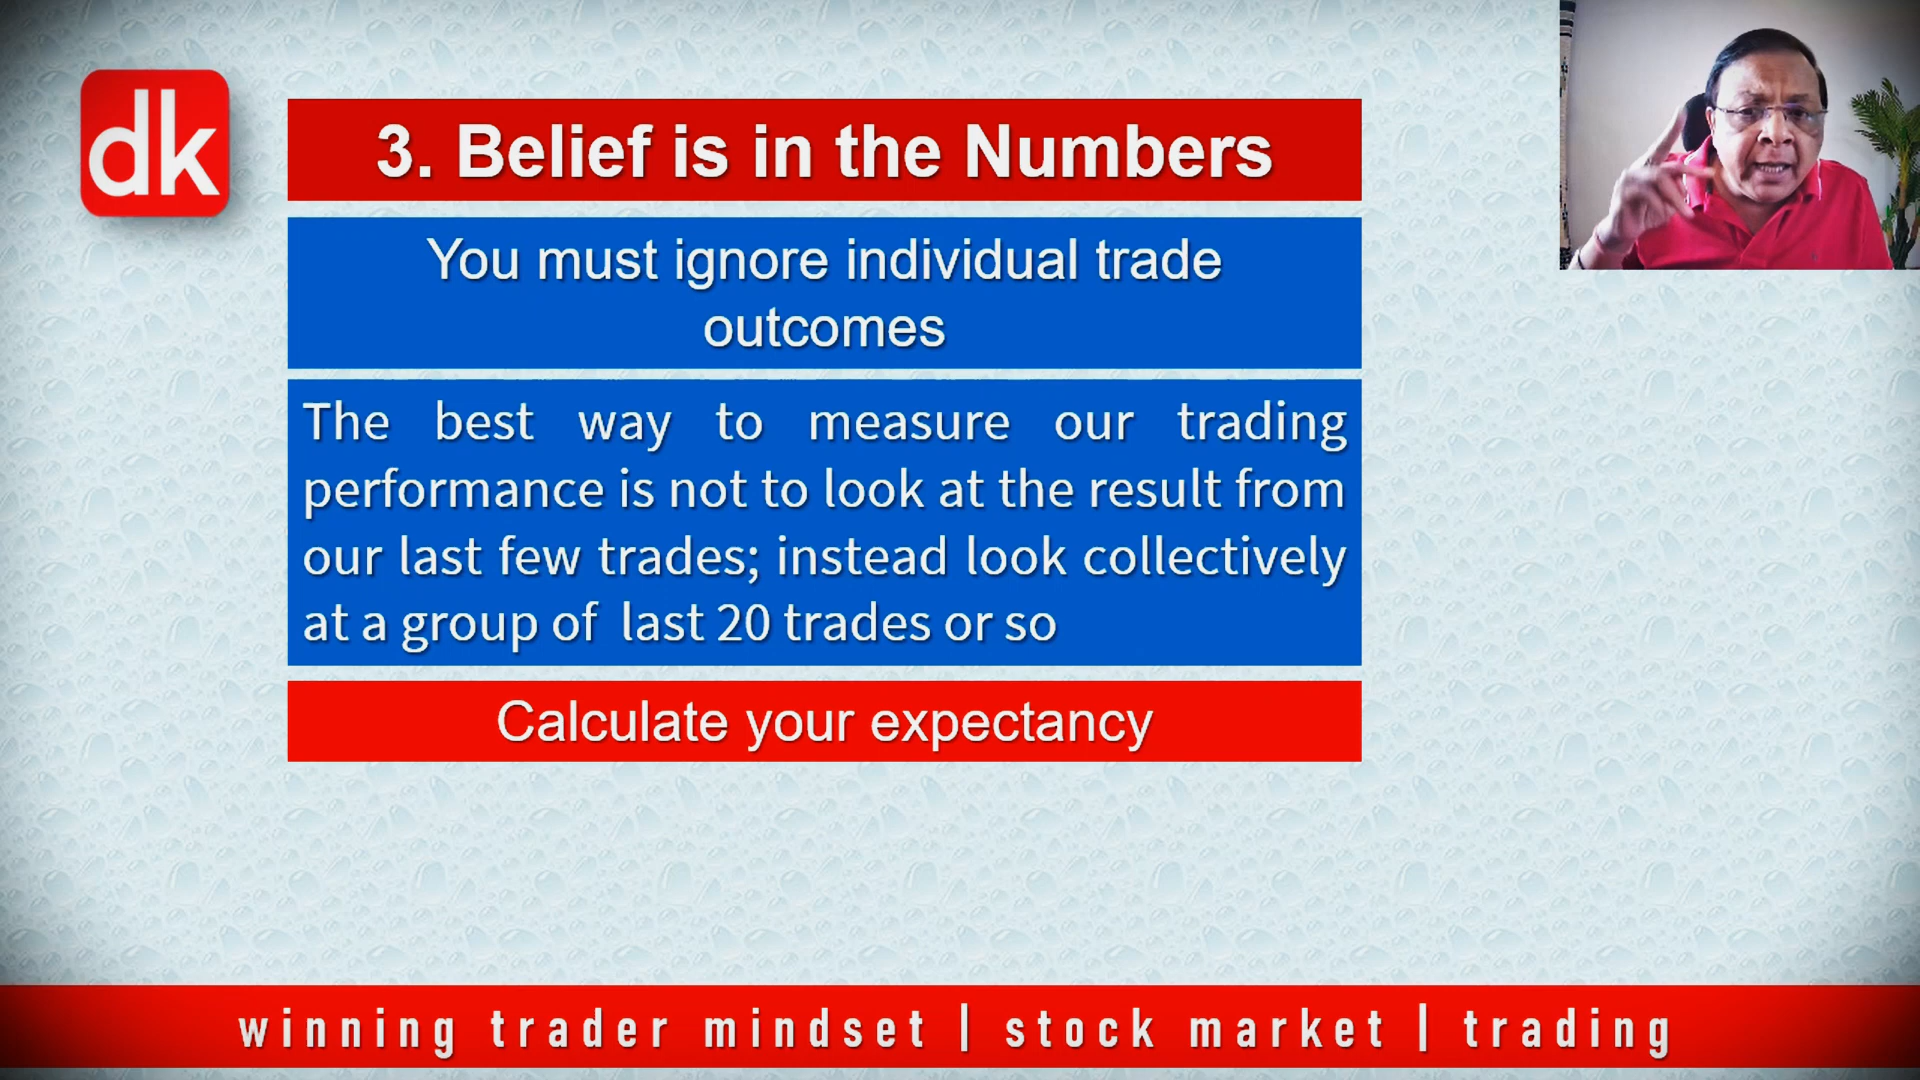 dk
3. Belief is in the Numbers
You must ignore individual trade
outcomes
The best way to measure our trading
performance is not to look at the result from
our last few trades; instead look collectively
at a group of last 20 trades or so
Calculate your expectancy
winning trader mindset | stock market | trading